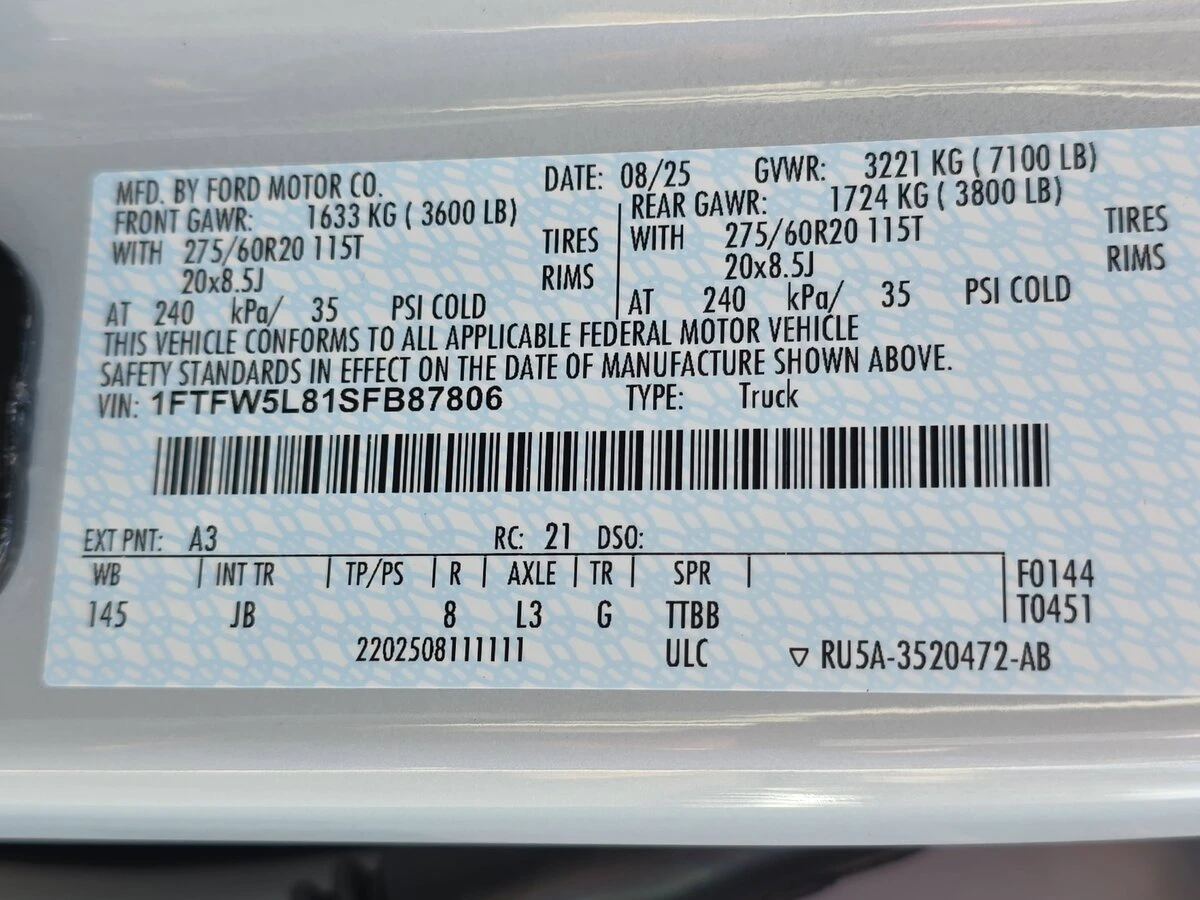 MFD. BY FORD MOTOR CO. DATE: 08/25 GVWR: 3221 KG ( 7100 LB)
FRONT GAWR: 1633 KG ( 3600 LB) REAR GAWR: 1724 KG ( 3800 LB)
WITH 275/60R20 115T TIRES WITH 275/60R20 115T TIRES
20x8.5J RIMS 20x8.5J RIMS
AT 240 kPa/ 35 PSI COLD AT 240 kPa/ 35 PSI COLD
THIS VEHICLE CONFORMS TO ALL APPLICABLE FEDERAL MOTOR VEHICLE
SAFETY STANDARDS IN EFFECT ON THE DATE OF MANUFACTURE SHOWN ABOVE.
VIN: 1FTFW5L81SFB87806 TYPE: Truck
EXT PNT: A3 RC: 21 DSO:
WB | INT TR | TP/PS | R | AXLE | TR | SPR | F0144
145 JB 8 L3 G TTBB T0451
2202508111111 ULC ▽ RU5A-3520472-AB